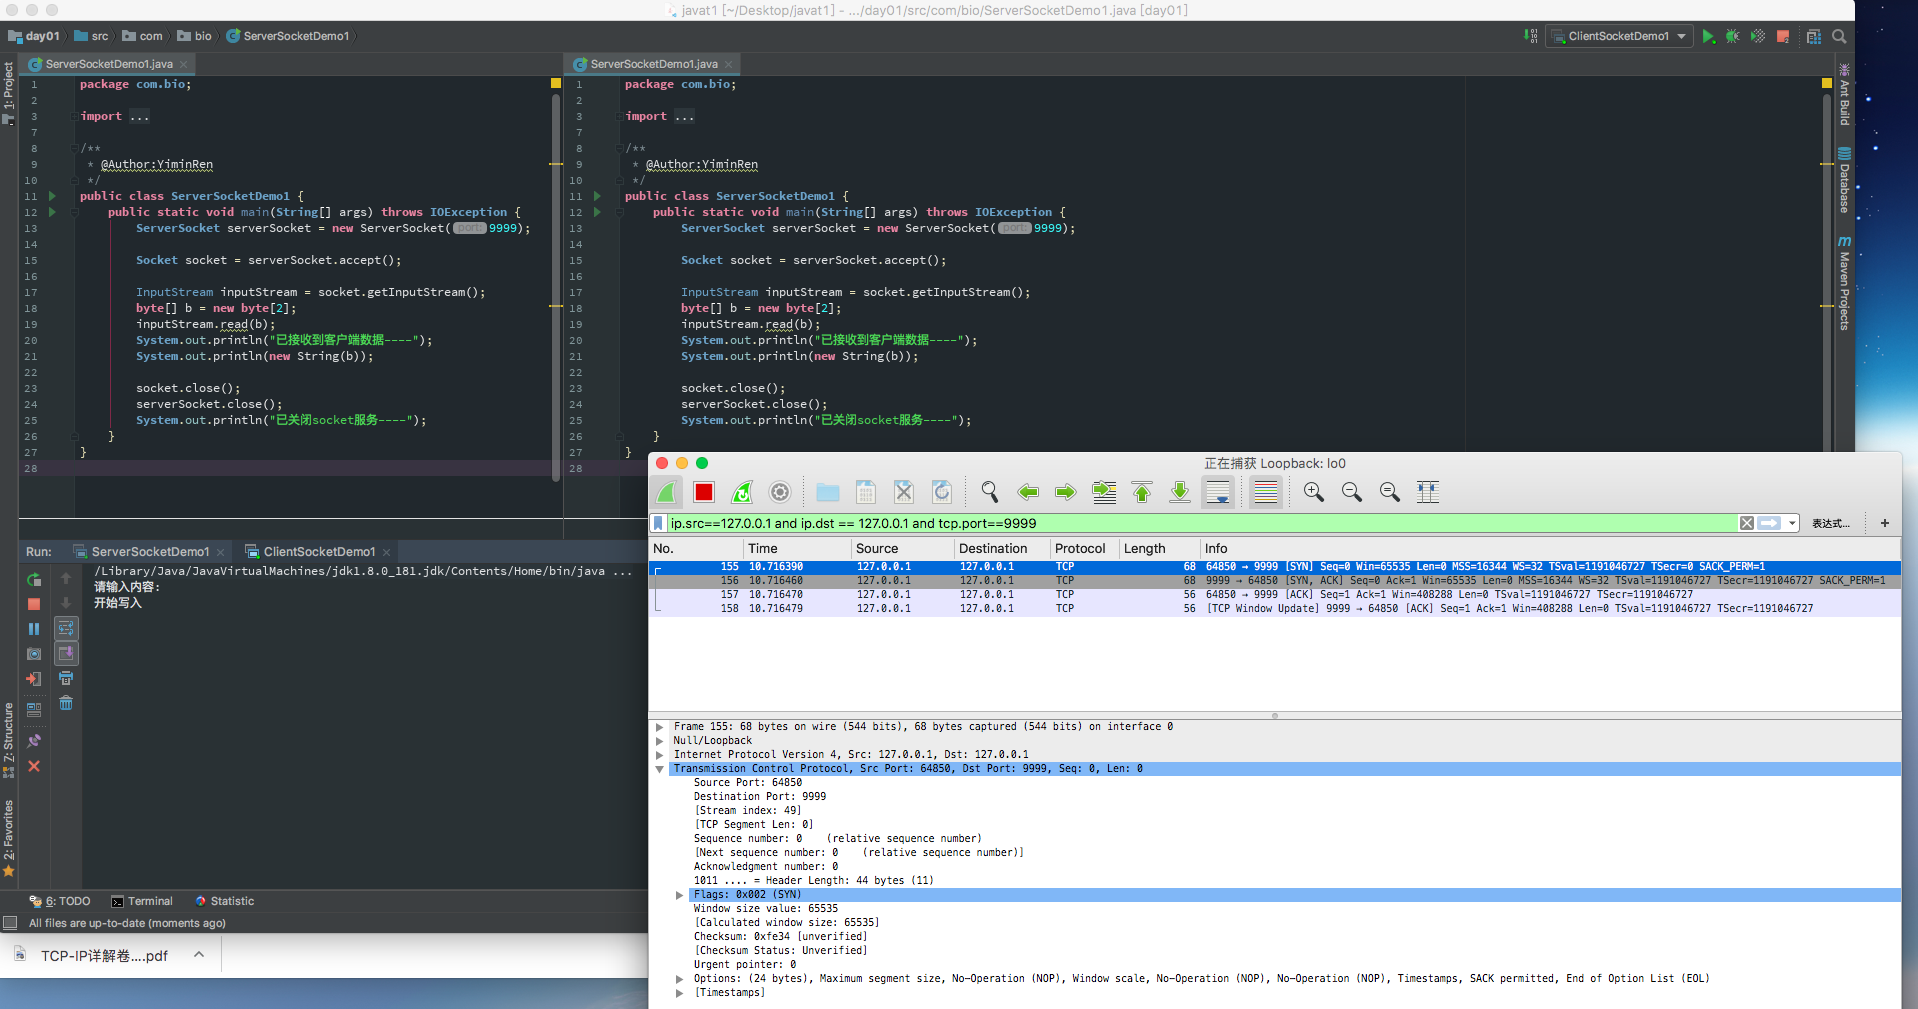 javat1 [~/Desktop/javat1] - .../day01/src/com/bio/ServerSocketDemo1.java [day01]
day01 src com bio ServerSocketDemo1
ClientSocketDemo1
ServerSocketDemo1.java
ServerSocketDemo1.java
1: Project
1 package com.bio;
2
3 import ...
7
8 /**
9 * @Author:YiminRen
10 */
11 public class ServerSocketDemo1 {
12 public static void main(String[] args) throws IOException {
13 ServerSocket serverSocket = new ServerSocket( port: 9999);
14
15 Socket socket = serverSocket.accept();
16
17 InputStream inputStream = socket.getInputStream();
18 byte[] b = new byte[2];
19 inputStream.read(b);
20 System.out.println("已接收到客户端数据----");
21 System.out.println(new String(b));
22
23 socket.close();
24 serverSocket.close();
25 System.out.println("已关闭socket服务----");
26 }
27 }
28
1 package com.bio;
2
3 import ...
7
8 /**
9 * @Author:YiminRen
10 */
11 public class ServerSocketDemo1 {
12 public static void main(String[] args) throws IOException {
13 ServerSocket serverSocket = new ServerSocket( port: 9999);
14
15 Socket socket = serverSocket.accept();
16
17 InputStream inputStream = socket.getInputStream();
18 byte[] b = new byte[2];
19 inputStream.read(b);
20 System.out.println("已接收到客户端数据----");
21 System.out.println(new String(b));
22
23 socket.close();
24 serverSocket.close();
25 System.out.println("已关闭socket服务----");
26 }
27 }
28
Ant Build
Database
Maven Projects
Run: ServerSocketDemo1 ClientSocketDemo1
/Library/Java/JavaVirtualMachines/jdk1.8.0_181.jdk/Contents/Home/bin/java ...
请输入内容:
开始写入
Z: Structure
2: Favorites
6: TODO Terminal Statistic
All files are up-to-date (moments ago)
TCP-IP详解卷....pdf
正在捕获 Loopback: lo0
ip.src==127.0.0.1 and ip.dst == 127.0.0.1 and tcp.port==9999
表达式… +
No. Time Source Destination Protocol Length Info
155 10.716390 127.0.0.1 127.0.0.1 TCP 68 64850 → 9999 [SYN] Seq=0 Win=65535 Len=0 MSS=16344 WS=32 TSval=1191046727 TSecr=0 SACK_PERM=1
156 10.716460 127.0.0.1 127.0.0.1 TCP 68 9999 → 64850 [SYN, ACK] Seq=0 Ack=1 Win=65535 Len=0 MSS=16344 WS=32 TSval=1191046727 TSecr=1191046727 SACK_PERM=1
157 10.716470 127.0.0.1 127.0.0.1 TCP 56 64850 → 9999 [ACK] Seq=1 Ack=1 Win=408288 Len=0 TSval=1191046727 TSecr=1191046727
158 10.716479 127.0.0.1 127.0.0.1 TCP 56 [TCP Window Update] 9999 → 64850 [ACK] Seq=1 Ack=1 Win=408288 Len=0 TSval=1191046727 TSecr=1191046727
Frame 155: 68 bytes on wire (544 bits), 68 bytes captured (544 bits) on interface 0
Null/Loopback
Internet Protocol Version 4, Src: 127.0.0.1, Dst: 127.0.0.1
Transmission Control Protocol, Src Port: 64850, Dst Port: 9999, Seq: 0, Len: 0
Source Port: 64850
Destination Port: 9999
[Stream index: 49]
[TCP Segment Len: 0]
Sequence number: 0 (relative sequence number)
[Next sequence number: 0 (relative sequence number)]
Acknowledgment number: 0
1011 .... = Header Length: 44 bytes (11)
Flags: 0x002 (SYN)
Window size value: 65535
[Calculated window size: 65535]
Checksum: 0xfe34 [unverified]
[Checksum Status: Unverified]
Urgent pointer: 0
Options: (24 bytes), Maximum segment size, No-Operation (NOP), Window scale, No-Operation (NOP), No-Operation (NOP), Timestamps, SACK permitted, End of Option List (EOL)
[Timestamps]